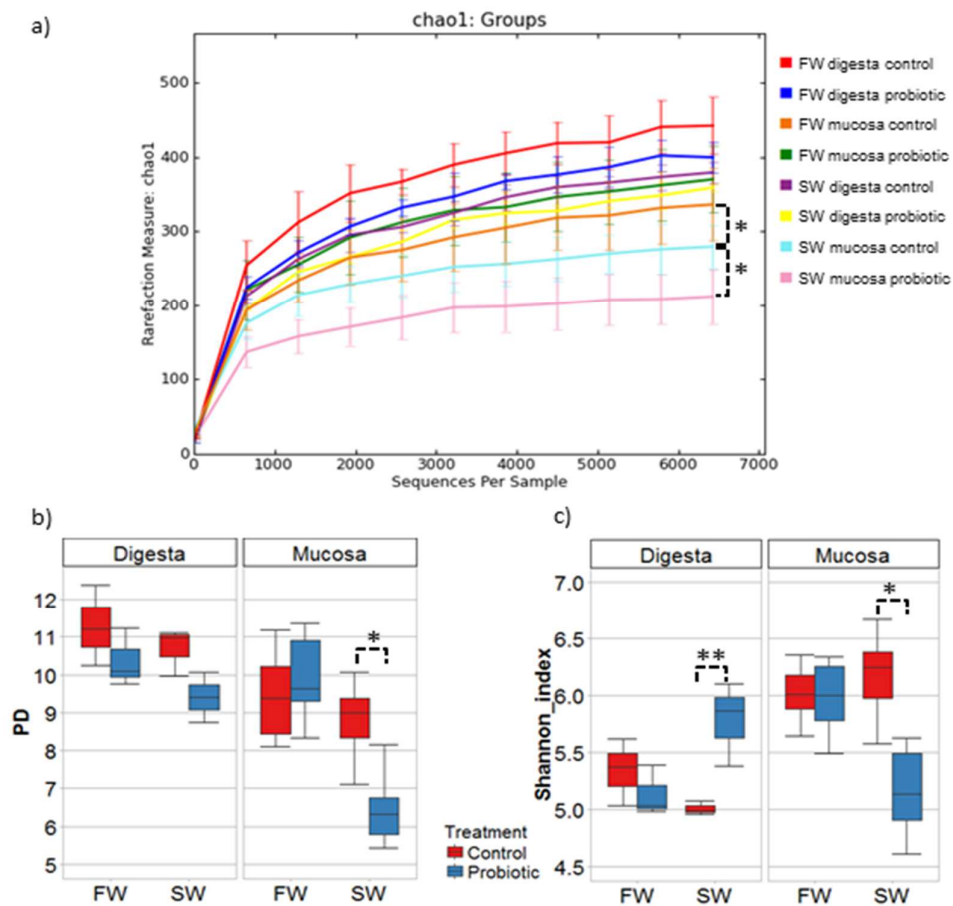 a)
chao1: Groups
Rarefaction Measure: chao1
500
400
300
200
100
0
0 1000 2000 3000 4000 5000 6000 7000
Sequences Per Sample
FW digesta control
FW digesta probiotic
FW mucosa control
FW mucosa probiotic
SW digesta control
SW digesta probiotic
SW mucosa control
SW mucosa probiotic
*
*
b)
Digesta Mucosa
PD
12
11
10
9
8
7
6
5
*
FW SW FW SW
Treatment
Control
Probiotic
c)
Digesta Mucosa
Shannon_index
7.0
6.5
6.0
5.5
5.0
4.5
**
*
FW SW FW SW